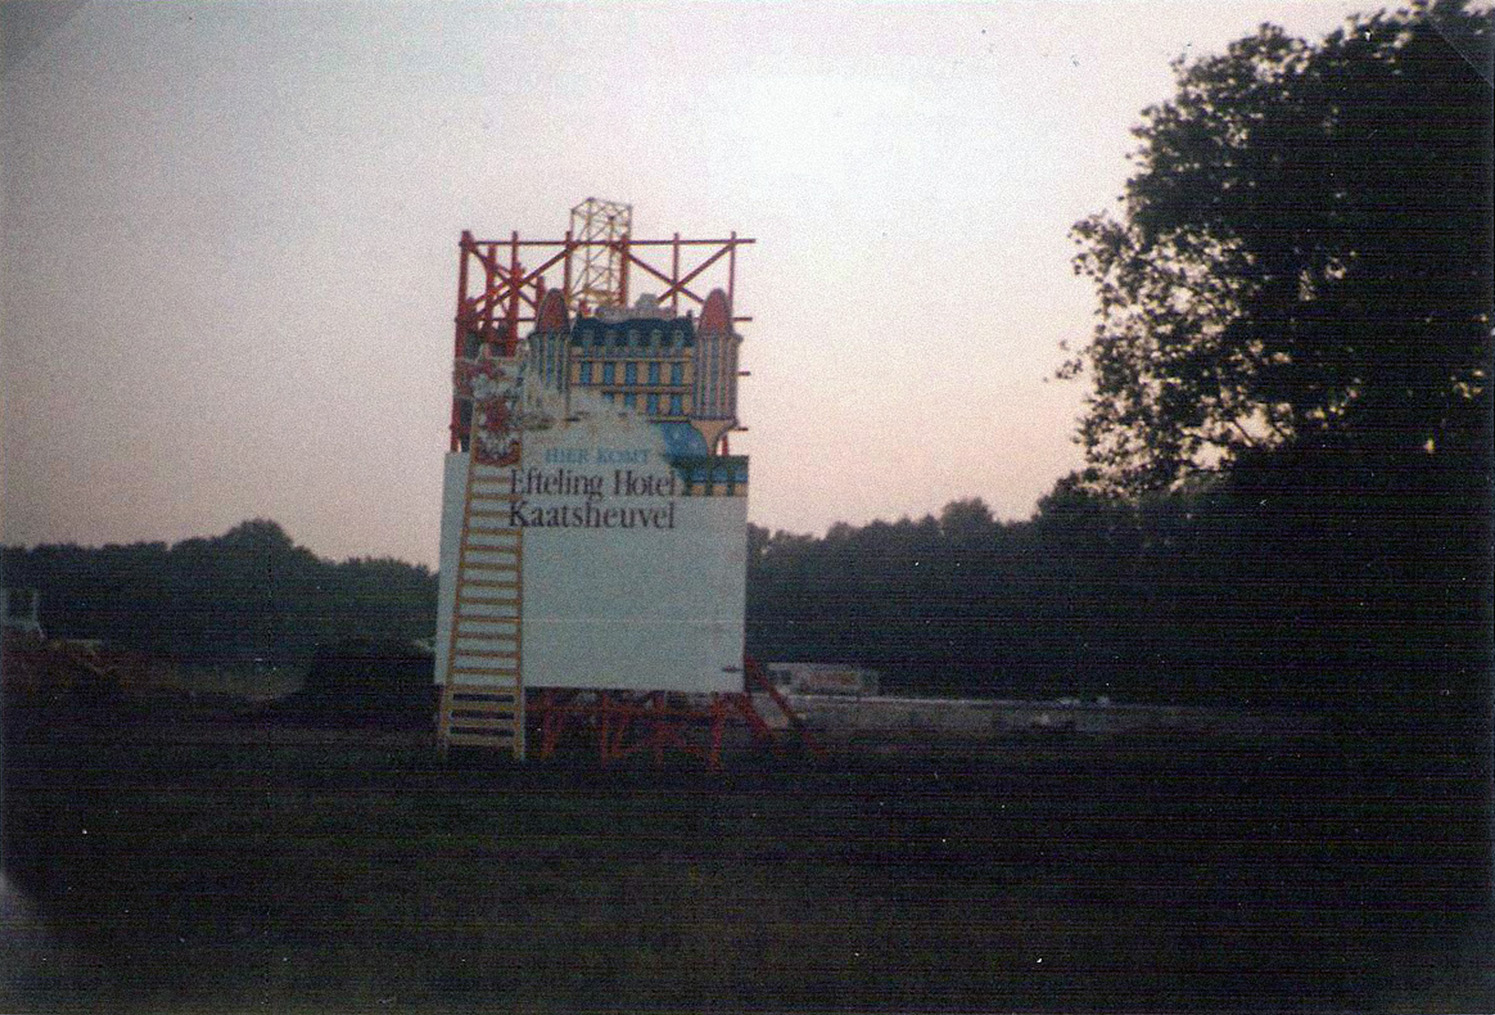 HIER KOMT
Efteling Hotel
Kaatsheuvel